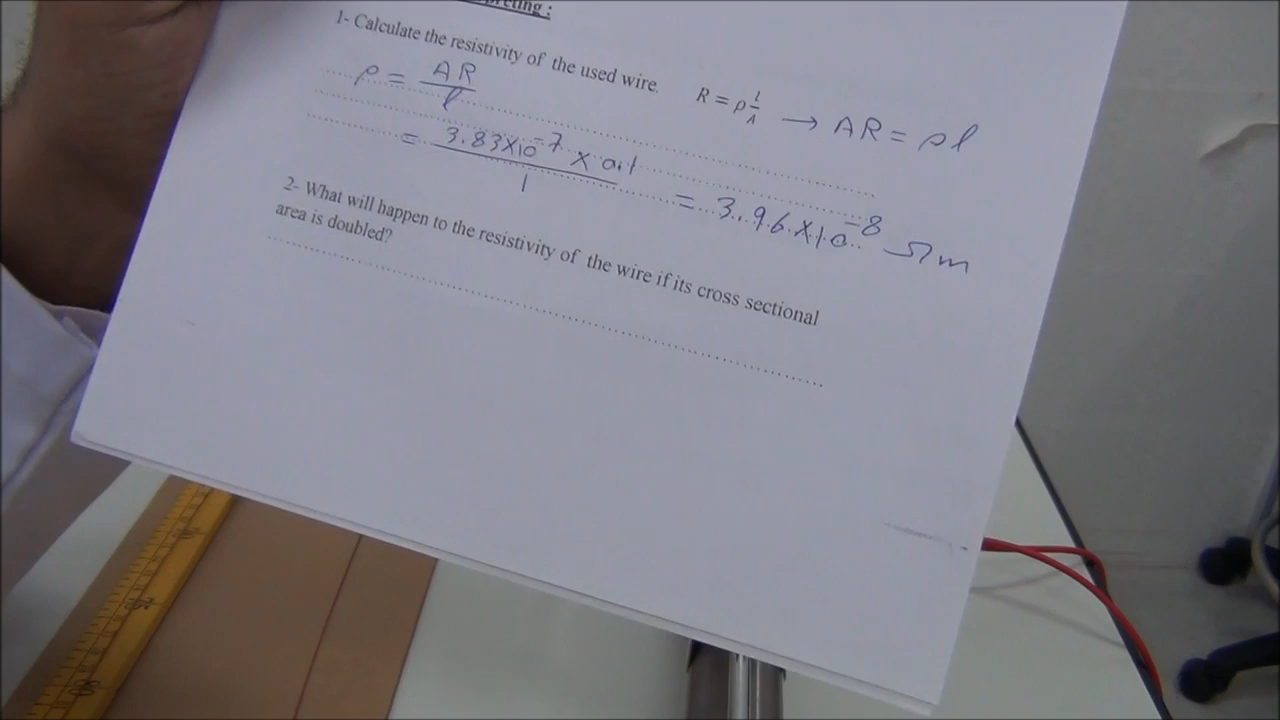 1- Calculate the resistivity of the used wire. R = ρ l/A → AR = ρl
ρ = AR/l
= 3.83×10⁻⁷ × 0.1/1 = 3.96×10⁻⁸ Ωm
2- What will happen to the resistivity of the wire if its cross sectional
area is doubled?